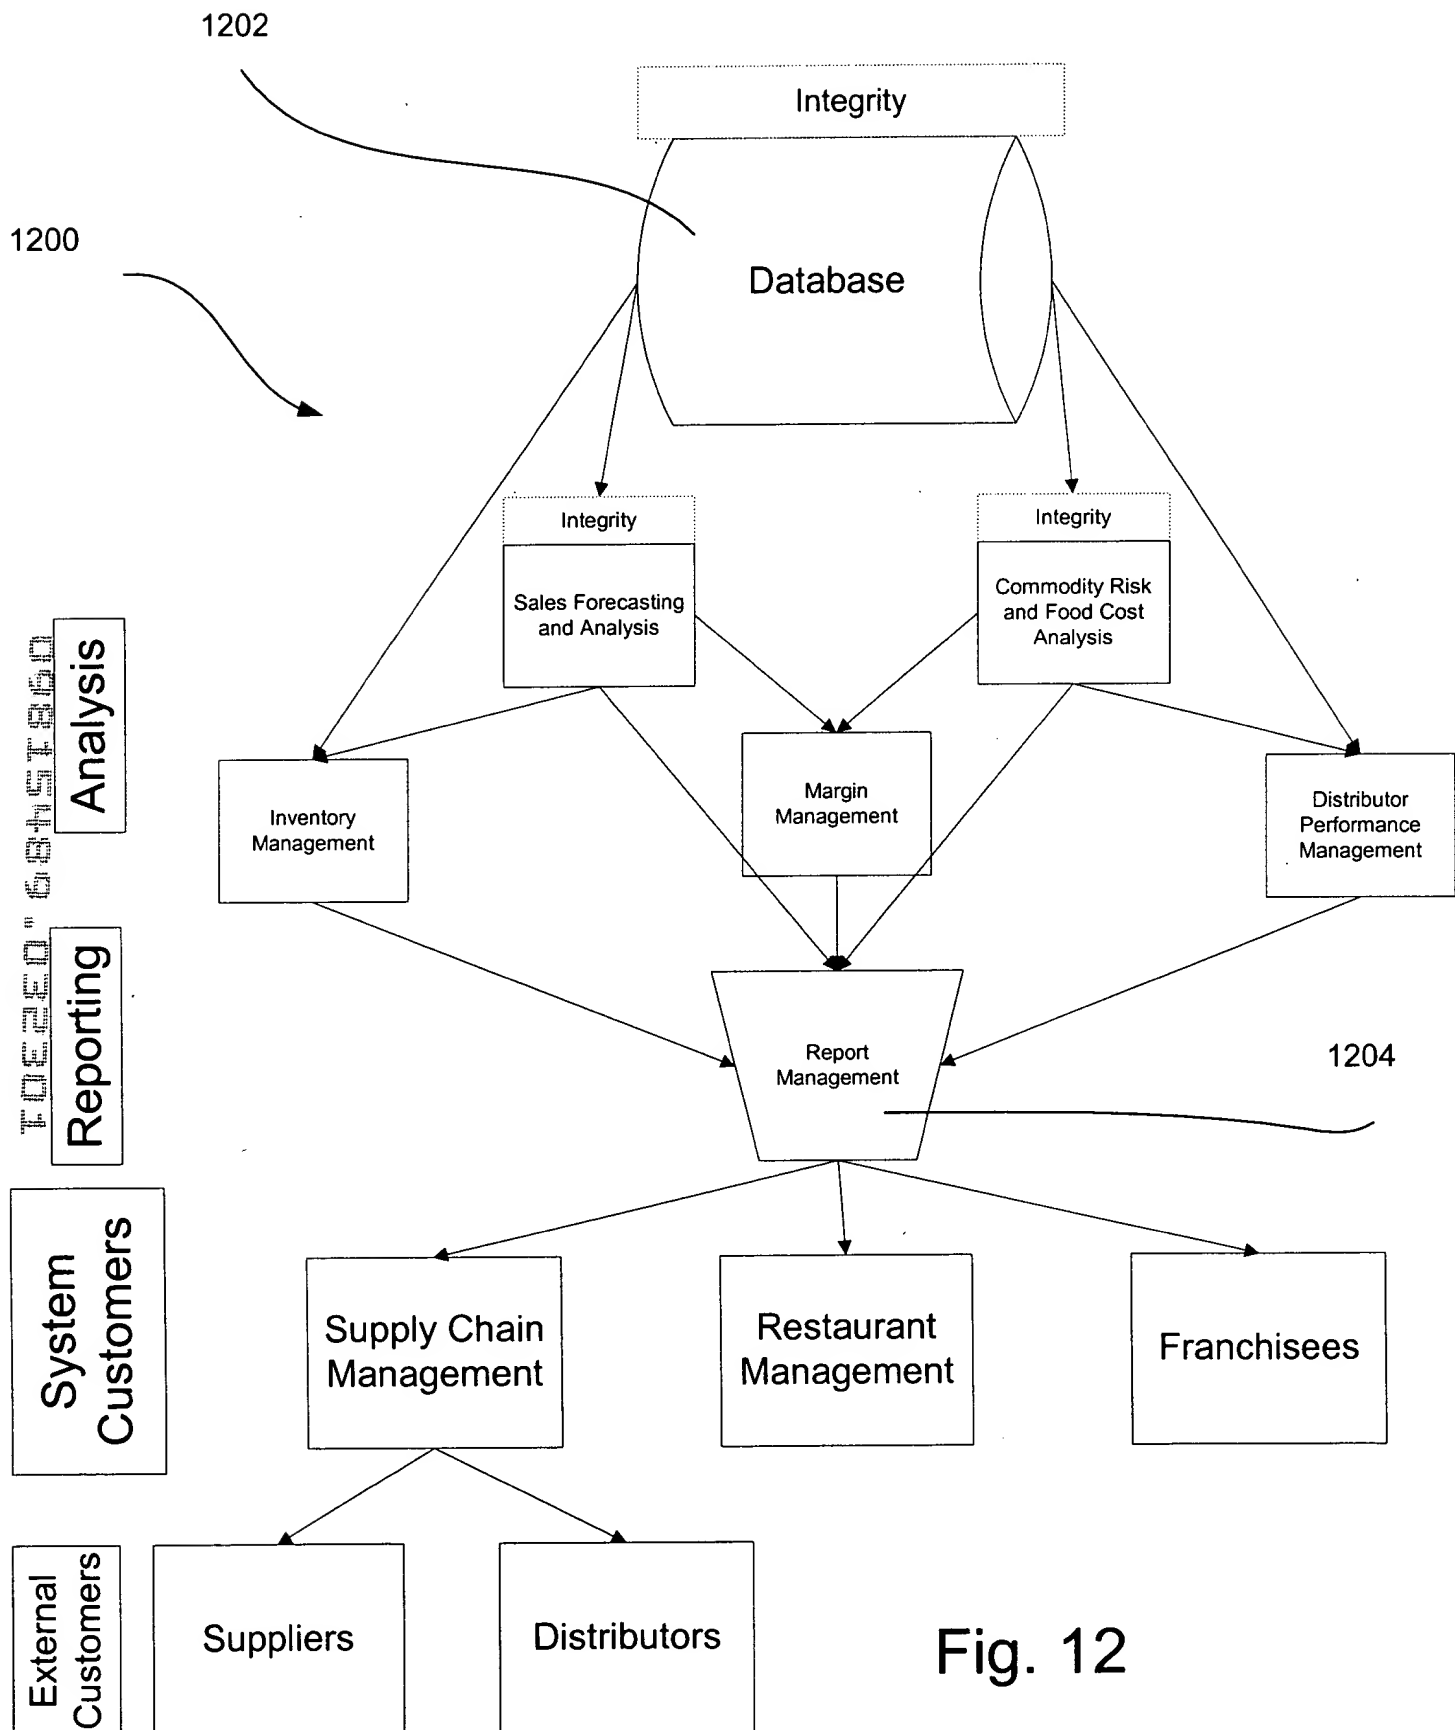 1202
Integrity
1200
Database
Integrity
Integrity
Sales Forecasting
and Analysis
Commodity Risk
and Food Cost
Analysis
Analysis
Inventory
Management
Margin
Management
Distributor
Performance
Management
Reporting
Report
Management
1204
System
Customers
Supply Chain
Management
Restaurant
Management
Franchisees
External
Customers
Suppliers
Distributors
Fig. 12